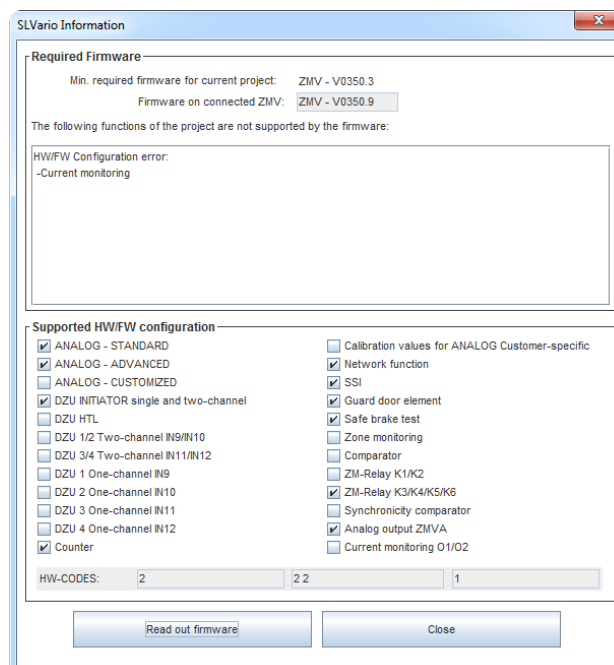 SLVario Information
Required Firmware
Min. required firmware for current project: ZMV - V0350.3
Firmware on connected ZMV: ZMV - V0350.9
The following functions of the project are not supported by the firmware:
HW/FW Configuration error:
-Current monitoring
Supported HW/FW configuration
ANALOG - STANDARD
ANALOG - ADVANCED
ANALOG - CUSTOMIZED
DZU INITIATOR single and two-channel
DZU HTL
DZU 1/2 Two-channel IN9/IN10
DZU 3/4 Two-channel IN11/IN12
DZU 1 One-channel IN9
DZU 2 One-channel IN10
DZU 3 One-channel IN11
DZU 4 One-channel IN12
Counter
Calibration values for ANALOG Customer-specific
Network function
SSI
Guard door element
Safe brake test
Zone monitoring
Comparator
ZM-Relay K1/K2
ZM-Relay K3/K4/K5/K6
Synchronicity comparator
Analog output ZMVA
Current monitoring O1/O2
HW-CODES: 2 2 2 1
Read out firmware Close